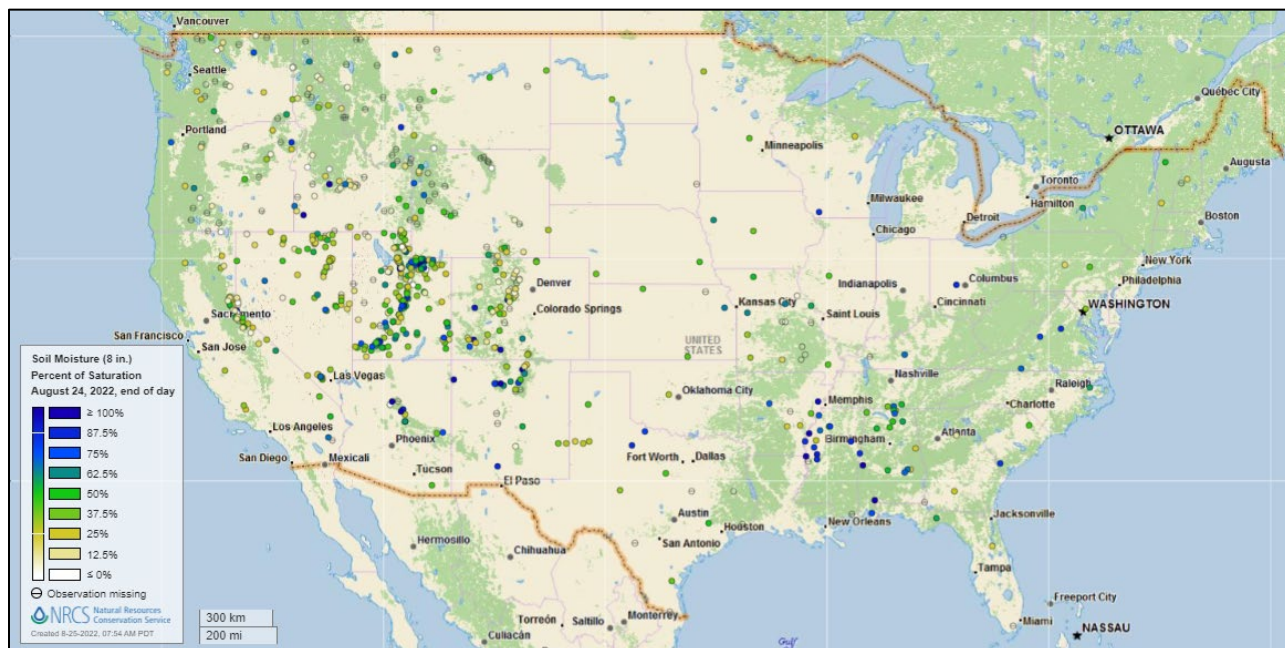 Vancouver
Seattle
Portland
Québec City
OTTAWA
Augusta
Minneapolis
Toronto
Hamilton
Milwaukee
Detroit
Boston
Chicago
New York
Philadelphia
Denver
Colorado Springs
Indianapolis
Columbus
Cincinnati
WASHINGTON
Kansas City
Saint Louis
Sacramento
San Francisco
San Jose
UNITED
STATES
Las Vegas
Nashville
Raleigh
Oklahoma City
Memphis
Charlotte
Los Angeles
Phoenix
Birmingham
Atlanta
San Diego
Mexicali
Tucson
Fort Worth
Dallas
El Paso
Austin
Houston
San Antonio
New Orleans
Jacksonville
Hermosillo
Chihuahua
Tampa
Freeport City
Miami
NASSAU
Torreón
Saltillo
Monterrey
Culiacán
Gulf
Soil Moisture (8 in.)
Percent of Saturation
August 24, 2022, end of day
≥ 100%
87.5%
75%
62.5%
50%
37.5%
25%
12.5%
≤ 0%
Observation missing
NRCS Natural Resources
Conservation Service
Created 8-25-2022, 07:54 AM PDT
300 km
200 mi